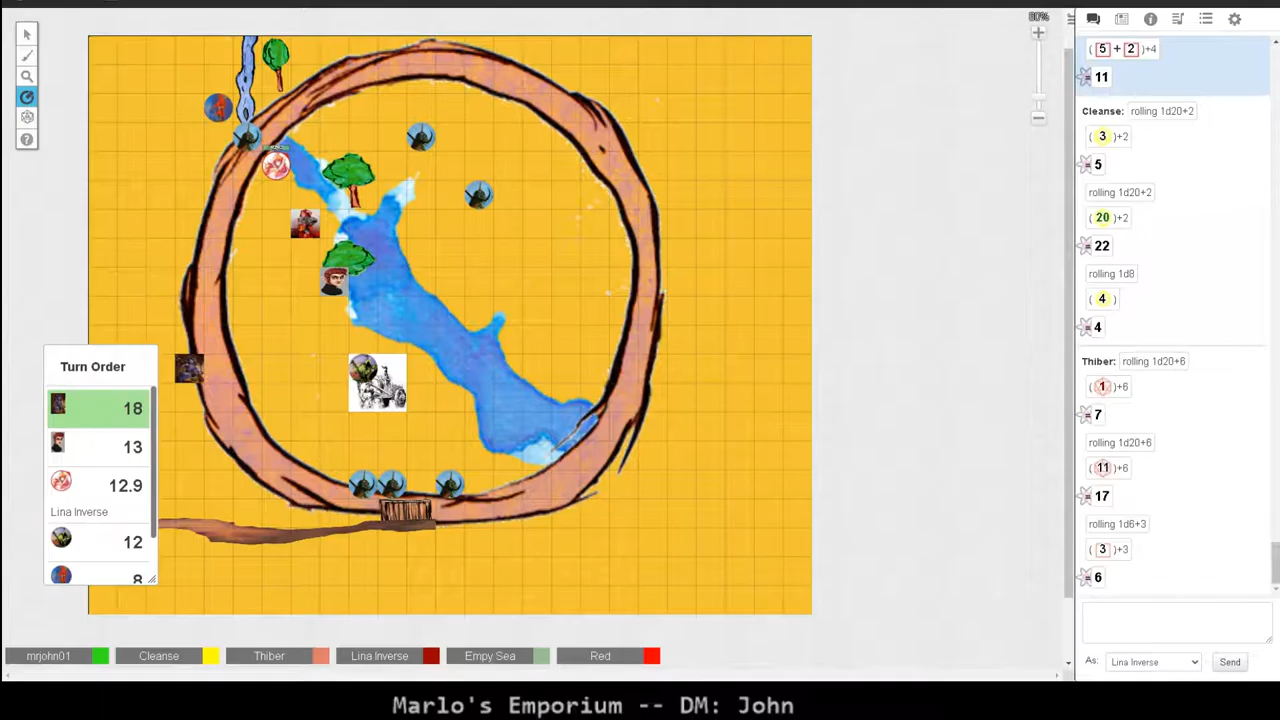 80%
Turn Order
18
13
12.9
Lina Inverse
12
8
(5+2)+4
= 11
Cleanse: rolling 1d20+2
(3)+2
= 5
rolling 1d20+2
(20)+2
= 22
rolling 1d8
(4)
= 4
Thiber: rolling 1d20+6
(1)+6
= 7
rolling 1d20+6
(11)+6
= 17
rolling 1d6+3
(3)+3
= 6
As: Lina Inverse Send
mrjohn01 Cleanse Thiber Lina Inverse Empy Sea Red
Marlo's Emporium -- DM: John